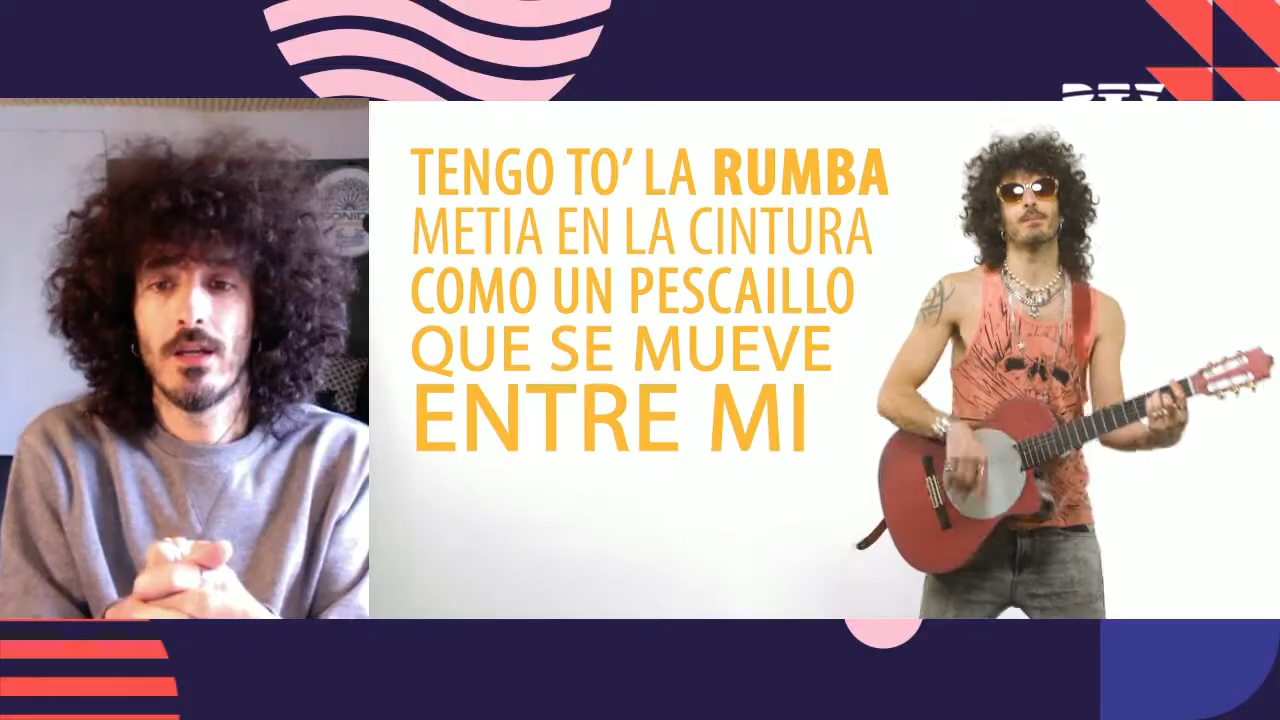 TENGO TO’ LA RUMBA
METIA EN LA CINTURA
COMO UN PESCAILLO
QUE SE MUEVE
ENTRE MI